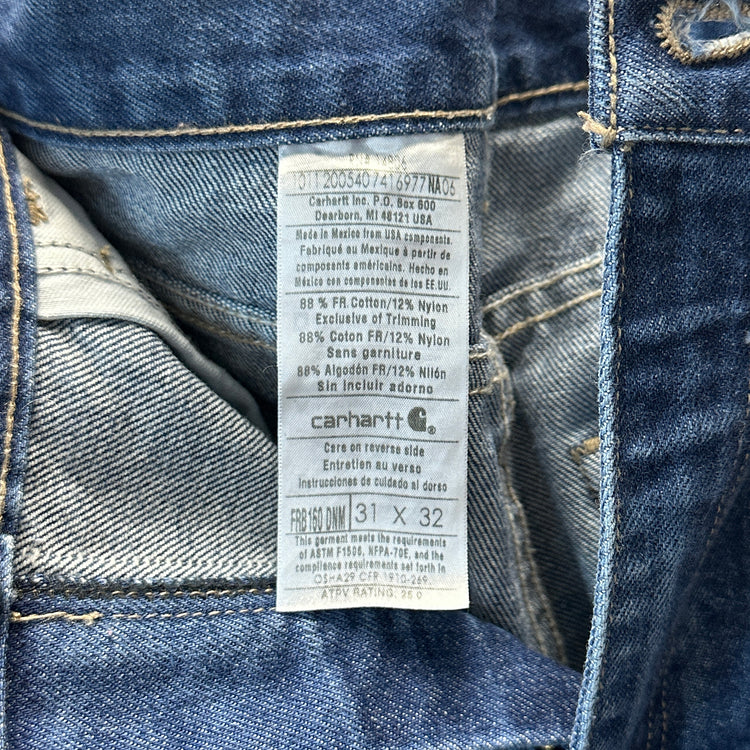 1011 200540 7416977 NA06
Carhartt Inc. P.O. Box 600
Dearborn, MI 48121 USA
Made in Mexico from USA components.
Fabriqué au Mexique à partir de
composants américains. Hecho en
México con componentes de los EE.UU.
88 % FR Cotton/12% Nylon
Exclusive of Trimming
88% Coton FR/12% Nylon
Sans garniture
88% Algodón FR/12% Nilón
Sin incluir adorno
carhartt
Care on reverse side
Entretien au verso
Instrucciones de cuidado al dorso
FRB160 DNM 31 X 32
This garment meets the requirements
of ASTM F1506, NFPA-70E, and the
compliance requirements set forth in
OSHA29 CFR 1910-269.
ATPV RATING, 25.0